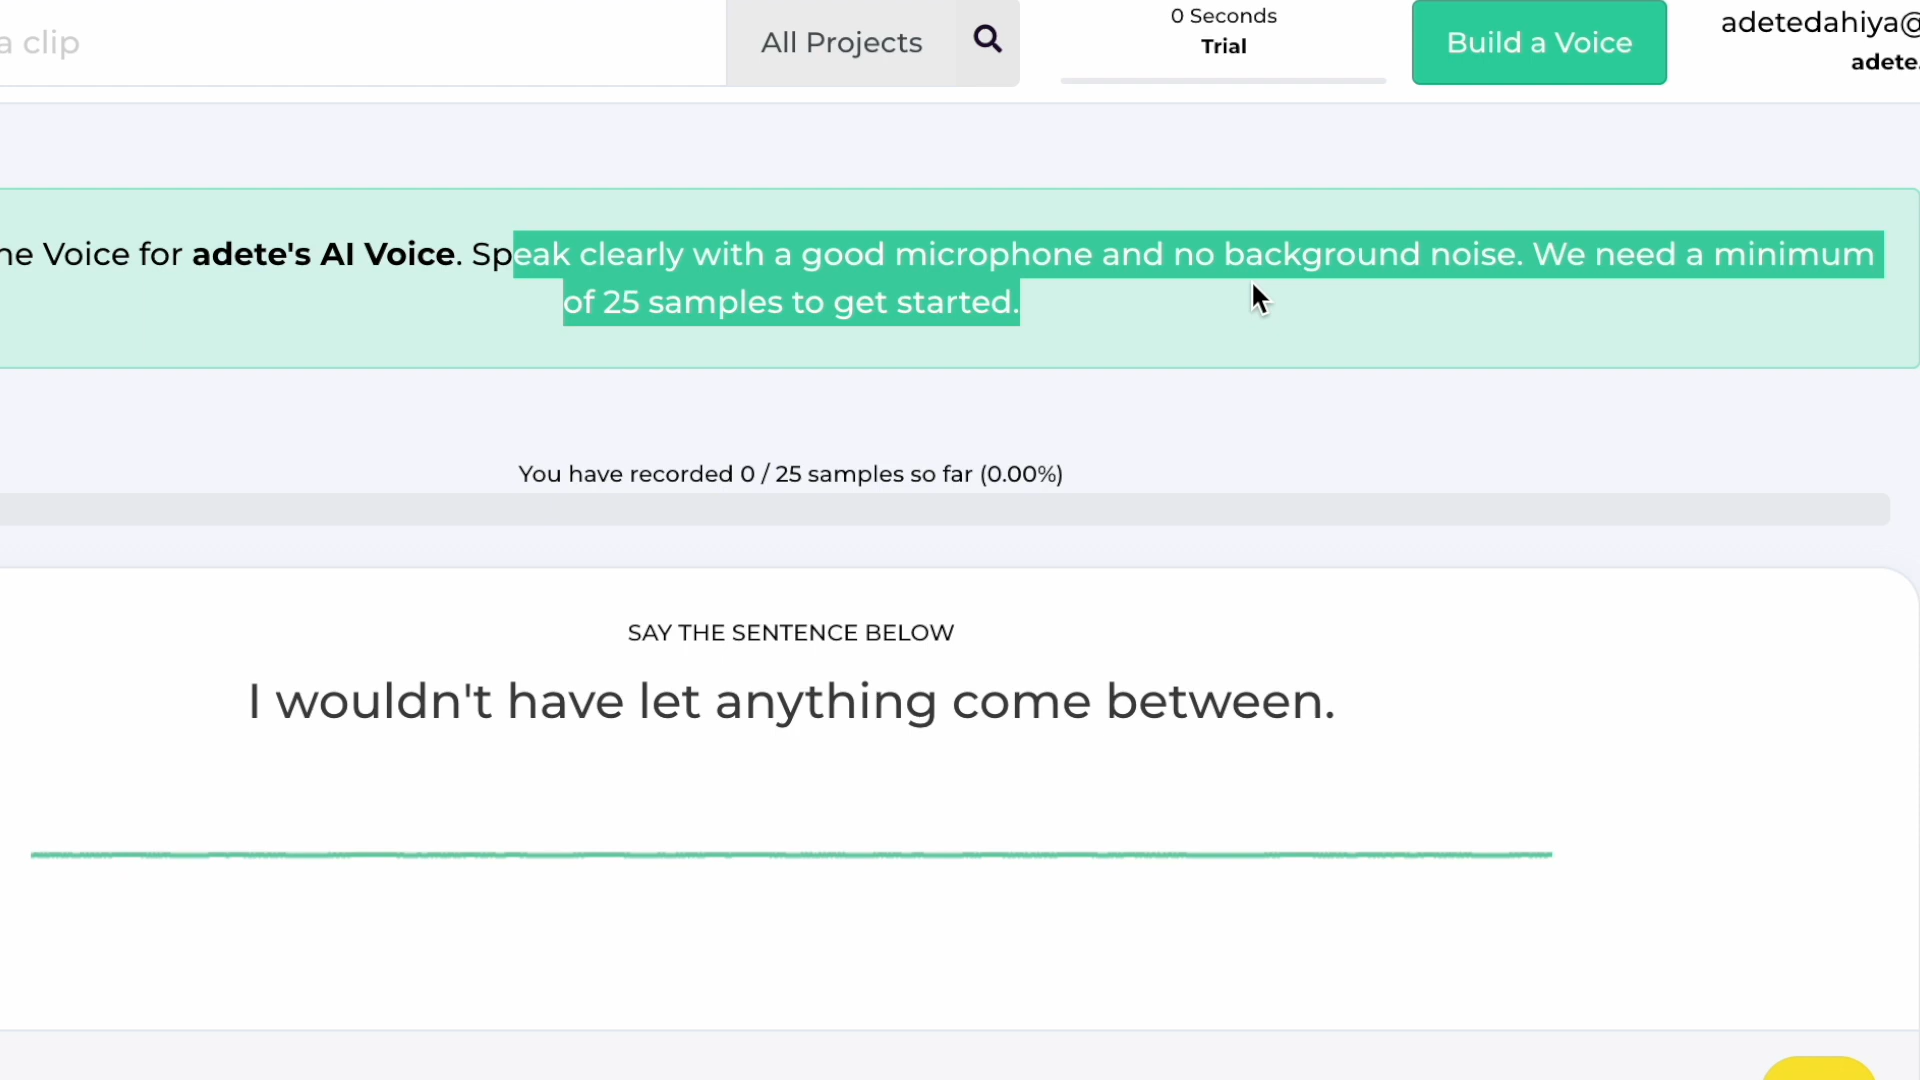 a clip
All Projects
0 Seconds
Trial
Build a Voice
adetedahiya@
adete.
ne Voice for adete's AI Voice. Speak clearly with a good microphone and no background noise. We need a minimum
of 25 samples to get started.
You have recorded 0 / 25 samples so far (0.00%)
SAY THE SENTENCE BELOW
I wouldn't have let anything come between.